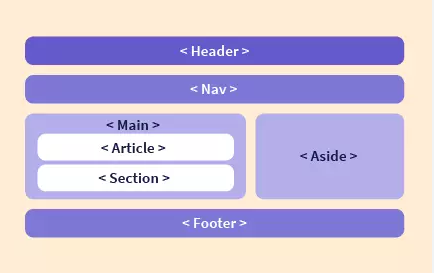 < Header >
< Nav >
< Main >
< Article >
< Section >
< Aside >
< Footer >